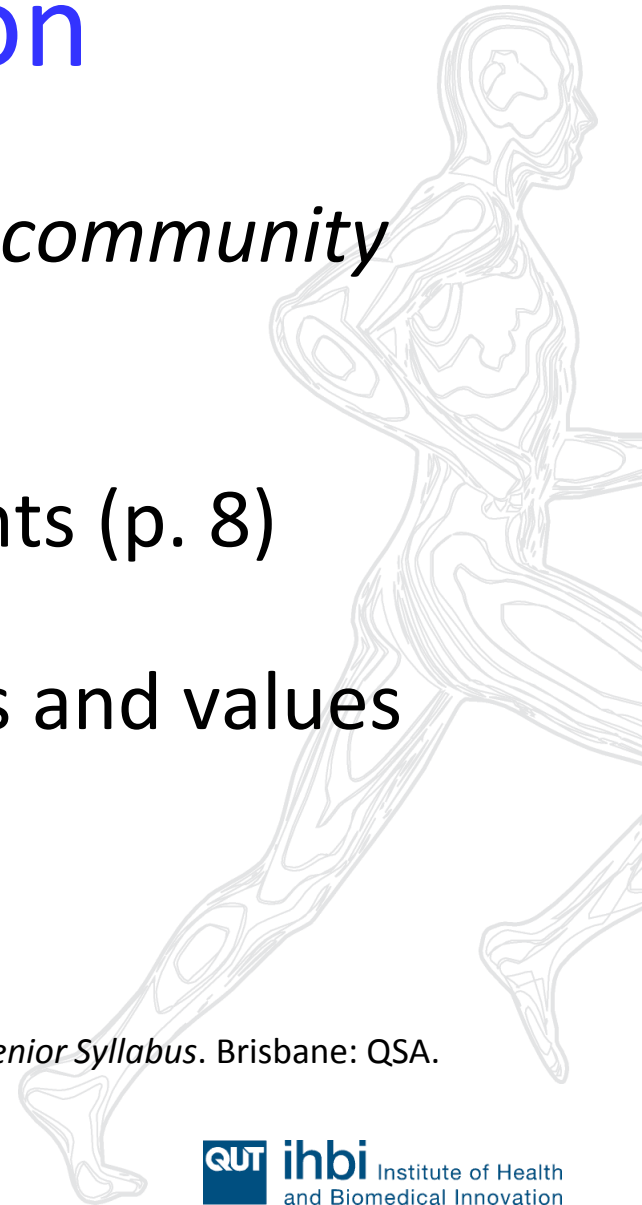 on
community
nts (p. 8)
s and values
enior Syllabus. Brisbane: QSA.
QUT ihbi Institute of Health
and Biomedical Innovation